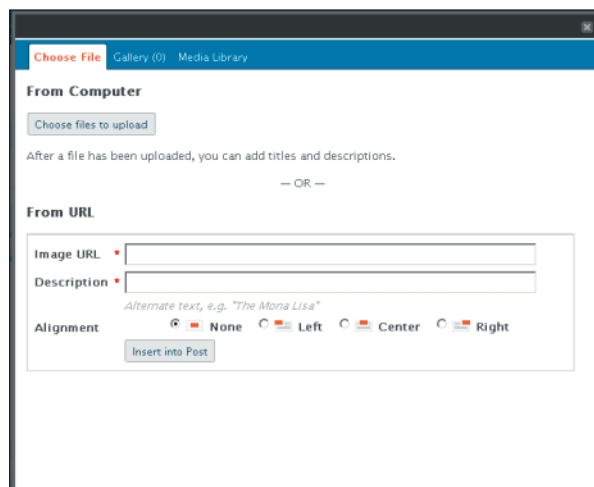 Choose File Gallery (0) Media Library
From Computer
Choose files to upload
After a file has been uploaded, you can add titles and descriptions.
— OR —
From URL
Image URL *
Description *
Alternate text, e.g. "The Mona Lisa"
Alignment None Left Center Right
Insert into Post